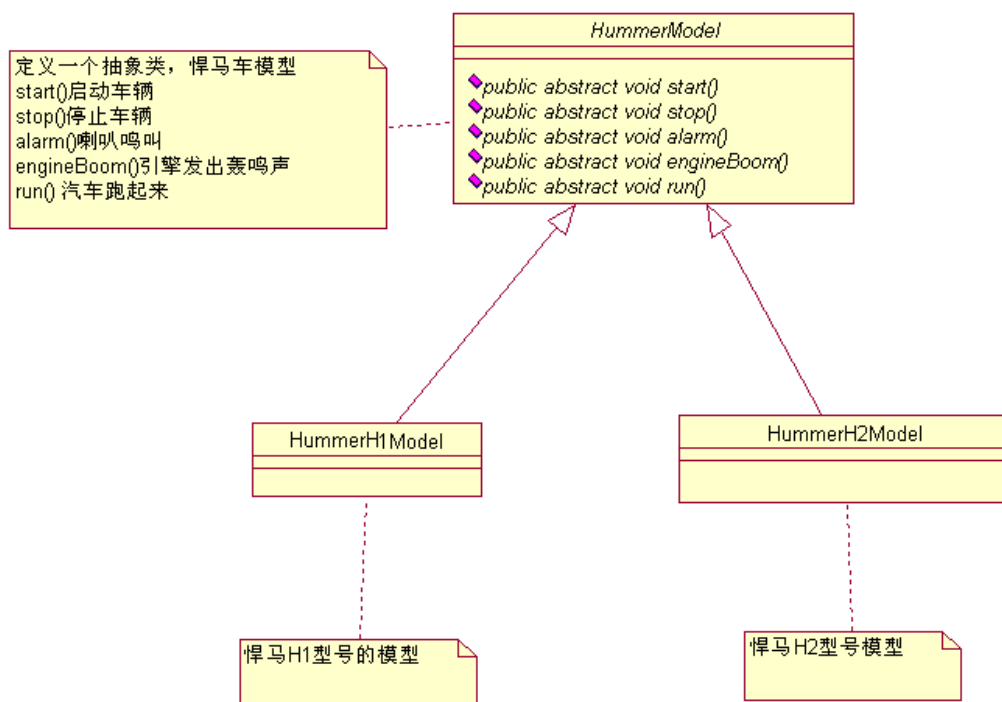 HummerModel
定义一个抽象类，悍马车模型
start()启动车辆
stop()停止车辆
alarm()喇叭鸣叫
engineBoom()引擎发出轰鸣声
run() 汽车跑起来
public abstract void start()
public abstract void stop()
public abstract void alarm()
public abstract void engineBoom()
public abstract void run()
HummerH1Model
HummerH2Model
悍马H1型号的模型
悍马H2型号模型